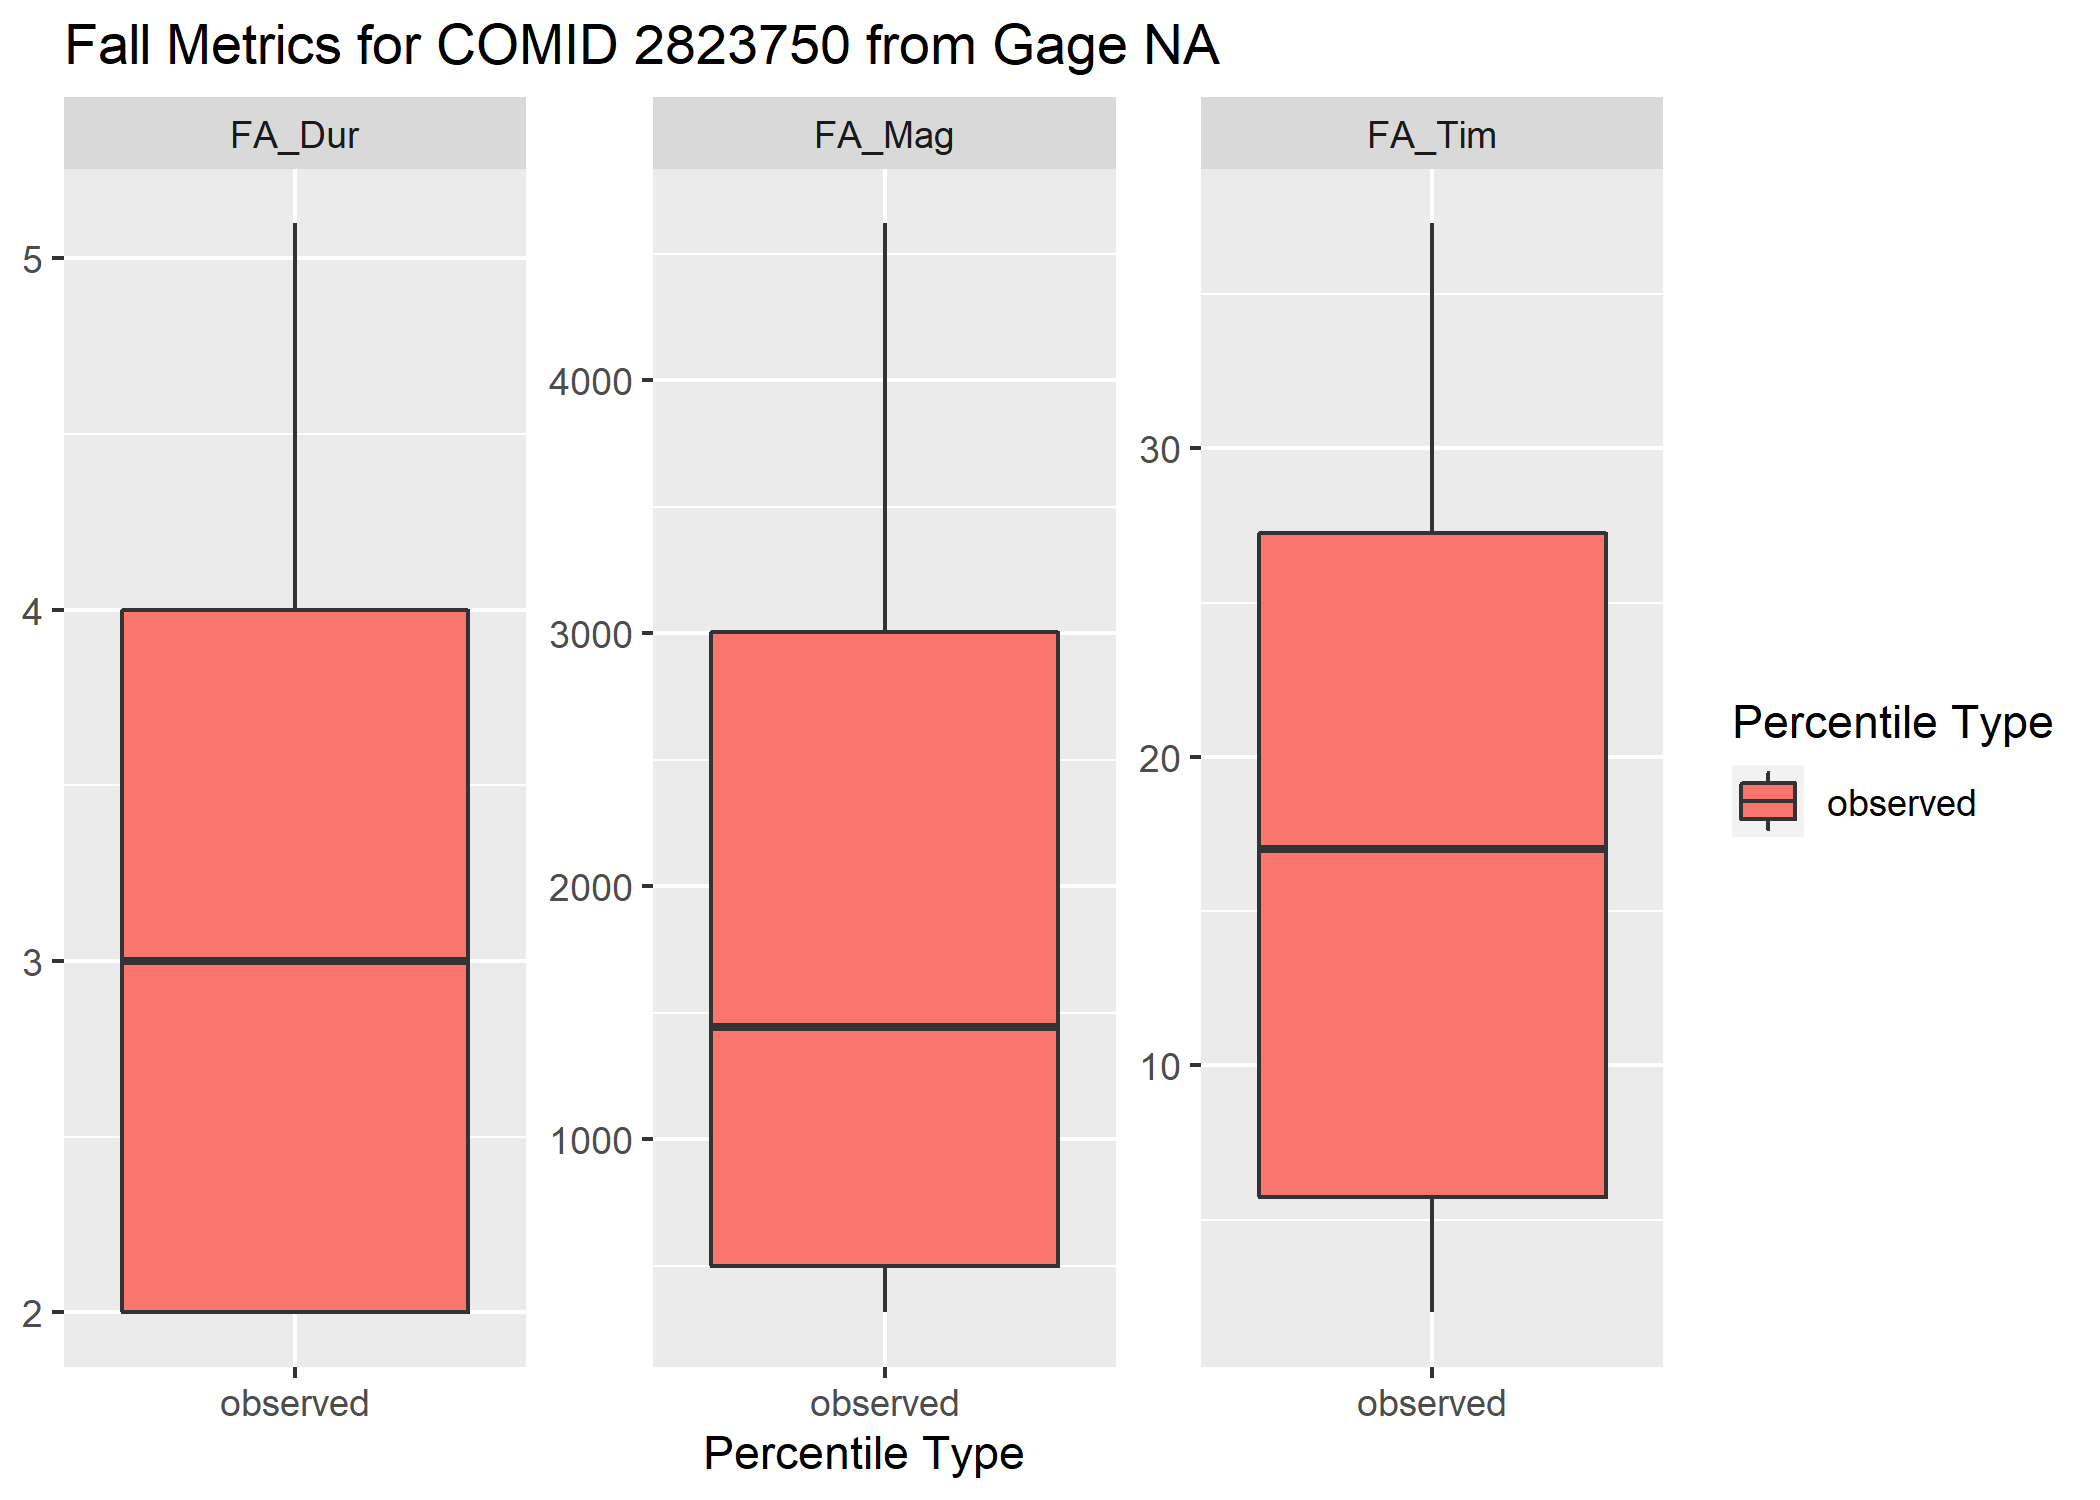 Fall Metrics for COMID 2823750 from Gage NA
FA_Dur
FA_Mag
FA_Tim
5
4
3
2
4000
3000
2000
1000
30
20
10
observed
observed
observed
Percentile Type
Percentile Type
observed